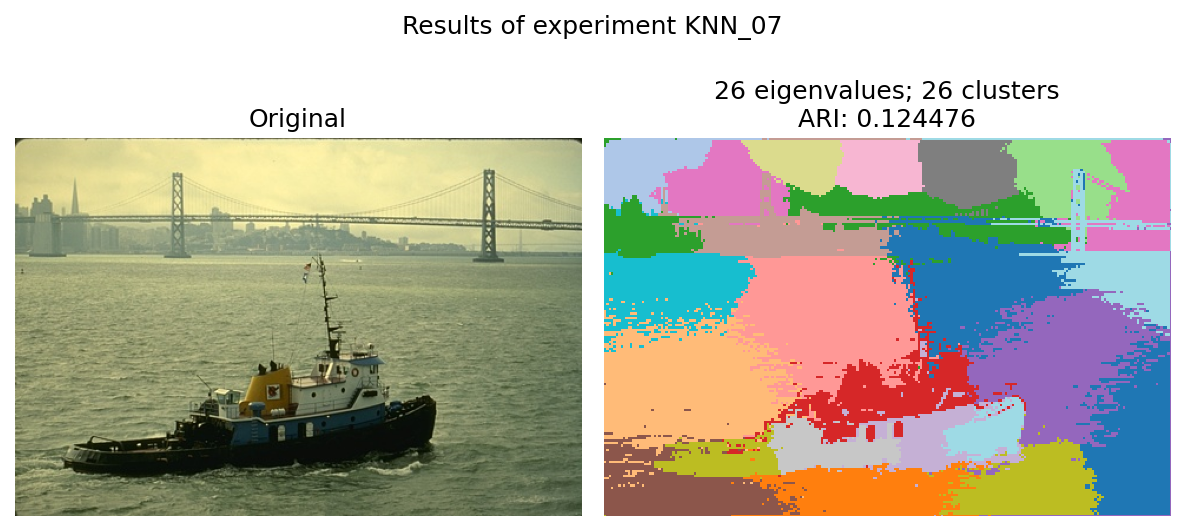 Results of experiment KNN_07
Original
26 eigenvalues; 26 clusters
ARI: 0.124476